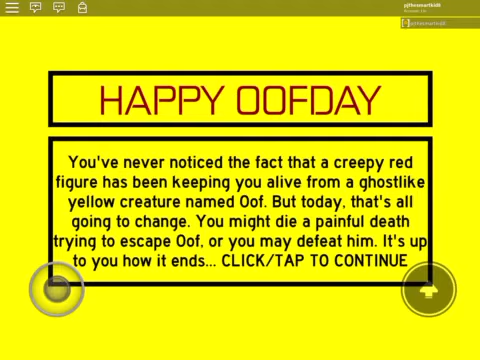 HAPPY OOFDAY
You've never noticed the fact that a creepy red
figure has been keeping you alive from a ghostlike
yellow creature named Oof. But today, that's all
going to change. You might die a painful death
trying to escape Oof, or you may defeat him. It's up
to you how it ends... CLICK/TAP TO CONTINUE